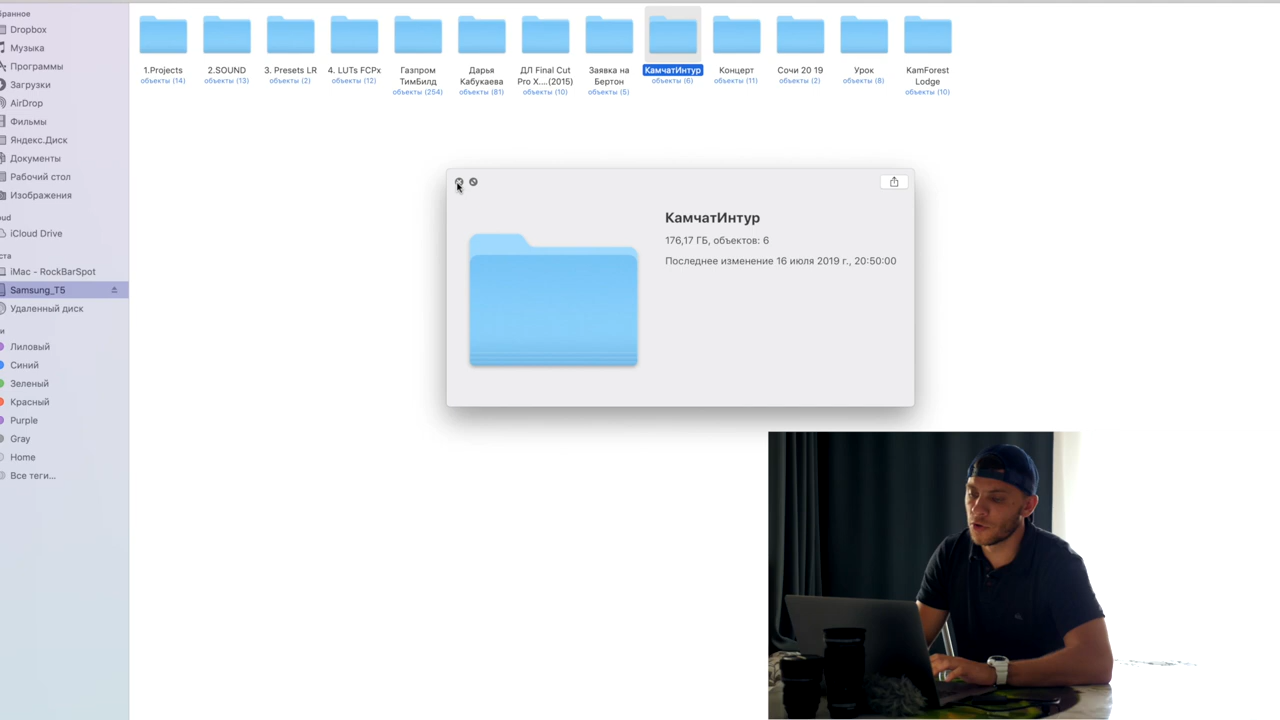 бранное
Dropbox
Музыка
Программы
Загрузки
AirDrop
Фильмы
Яндекс.Диск
Документы
Рабочий стол
Изображения
oud
iCloud Drive
ста
iMac - RockBarSpot
Samsung_T5
Удаленный диск
и
Лиловый
Синий
Зеленый
Красный
Purple
Gray
Home
Все теги...
1.Projects
объекты (14)
2.SOUND
объекты (13)
3. Presets LR
объекты (2)
4. LUTs FCPx
объекты (12)
Газпром
ТимБилд
объекты (254)
Дарья
Кабукаева
объекты (81)
ДЛ Final Cut
Pro X....(2015)
объекты (10)
Заявка на
Бертон
объекты (5)
КамчатИнтур
объекты (6)
Концерт
объекты (11)
Сочи 20 19
объекты (2)
Урок
объекты (8)
KamForest
Lodge
объекты (10)
КамчатИнтур
176,17 ГБ, объектов: 6
Последнее изменение 16 июля 2019 г., 20:50:00